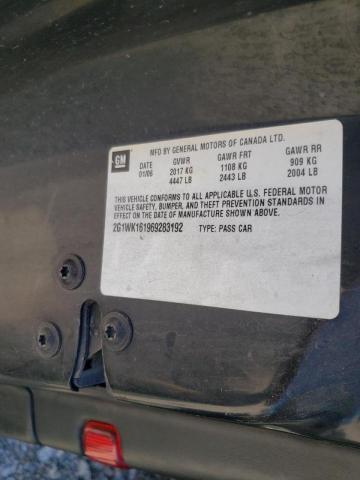 MFD BY GENERAL MOTORS OF CANADA LTD.
GM DATE GVWR GAWR FRT GAWR RR
01/06 2017 KG 1108 KG 909 KG
4447 LB 2443 LB 2004 LB
THIS VEHICLE CONFORMS TO ALL APPLICABLE U.S. FEDERAL MOTOR
VEHICLE SAFETY, BUMPER, AND THEFT PREVENTION STANDARDS IN
EFFECT ON THE DATE OF MANUFACTURE SHOWN ABOVE.
2G1WK161969283192 TYPE: PASS CAR